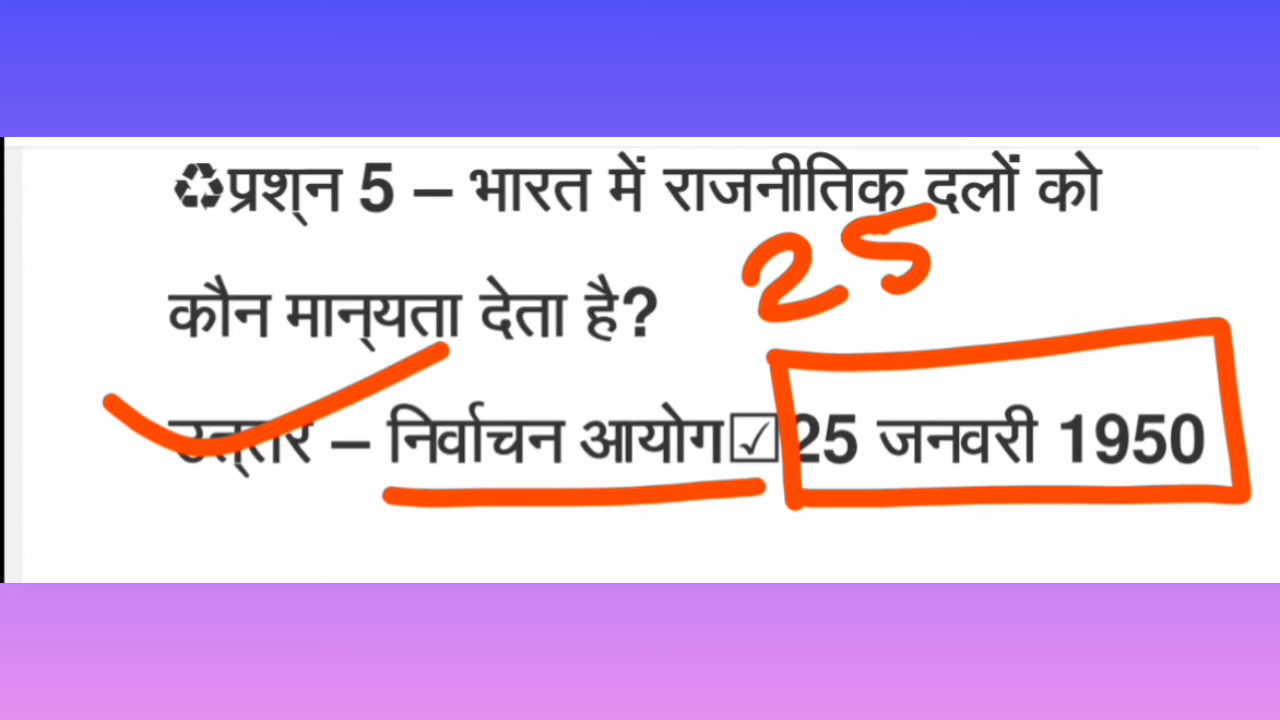 ♻प्रश्न 5 – भारत में राजनीतिक दलों को
25
कौन मान्यता देता है?
उत्तर – निर्वाचन आयोग☑25 जनवरी 1950